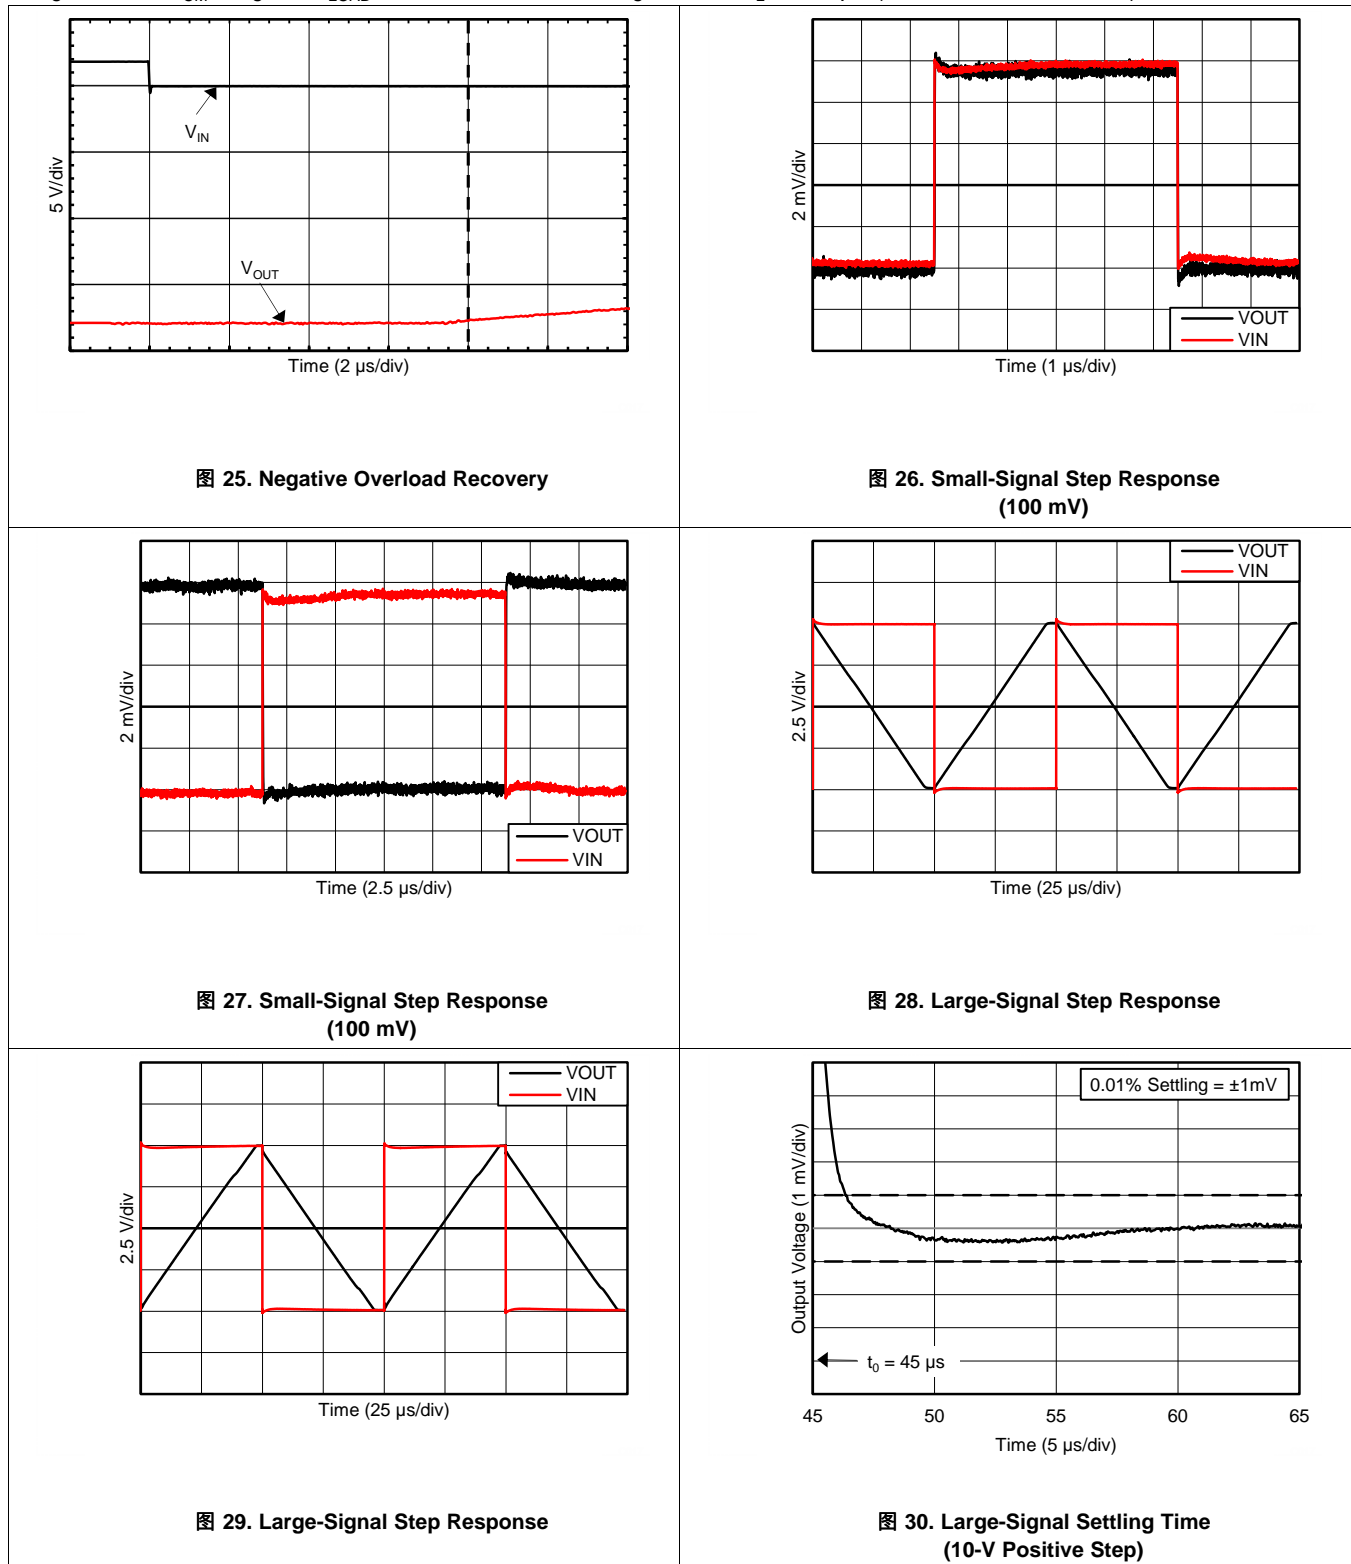 5 V/div
V_IN
V_OUT
Time (2 µs/div)
图 25. Negative Overload Recovery
2 mV/div
VOUT
VIN
Time (1 µs/div)
图 26. Small-Signal Step Response
(100 mV)
2 mV/div
VOUT
VIN
Time (2.5 µs/div)
图 27. Small-Signal Step Response
(100 mV)
2.5 V/div
VOUT
VIN
Time (25 µs/div)
图 28. Large-Signal Step Response
2.5 V/div
VOUT
VIN
Time (25 µs/div)
图 29. Large-Signal Step Response
Output Voltage (1 mV/div)
0.01% Settling = ±1mV
t_0 = 45 µs
45 50 55 60 65
Time (5 µs/div)
图 30. Large-Signal Settling Time
(10-V Positive Step)